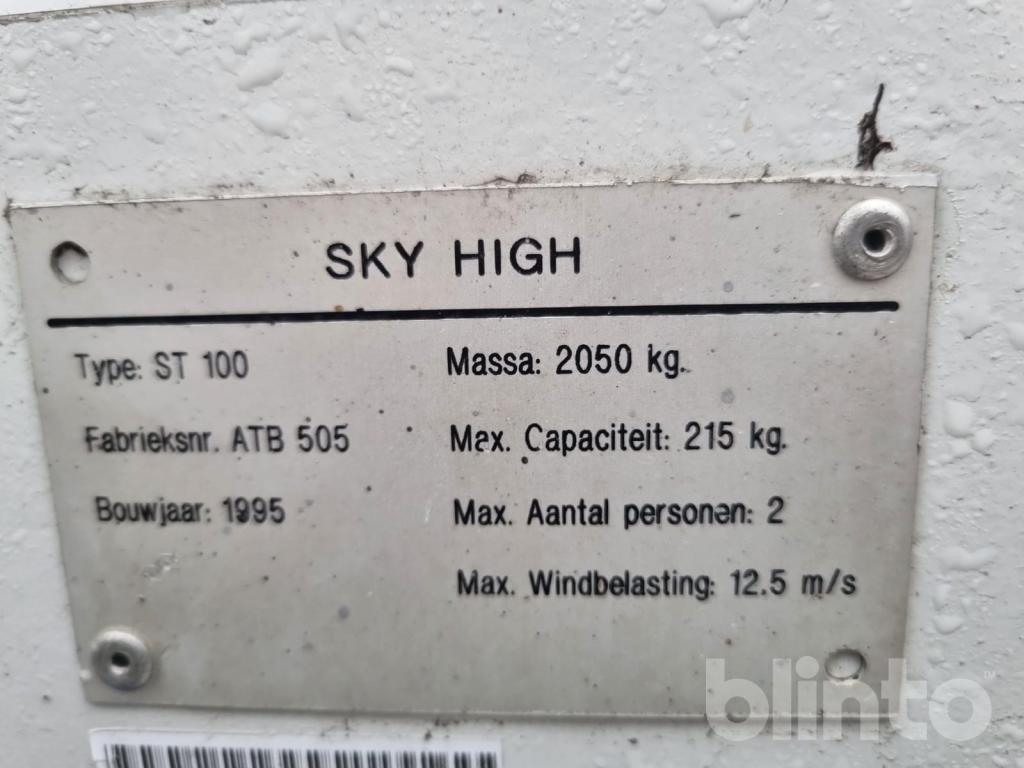 SKY HIGH
Type: ST 100
Massa: 2050 kg.
Fabrieksnr. ATB 505
Max. Capaciteit: 215 kg.
Bouwjaar: 1995
Max. Aantal personen: 2
Max. Windbelasting: 12.5 m/s
blinto™